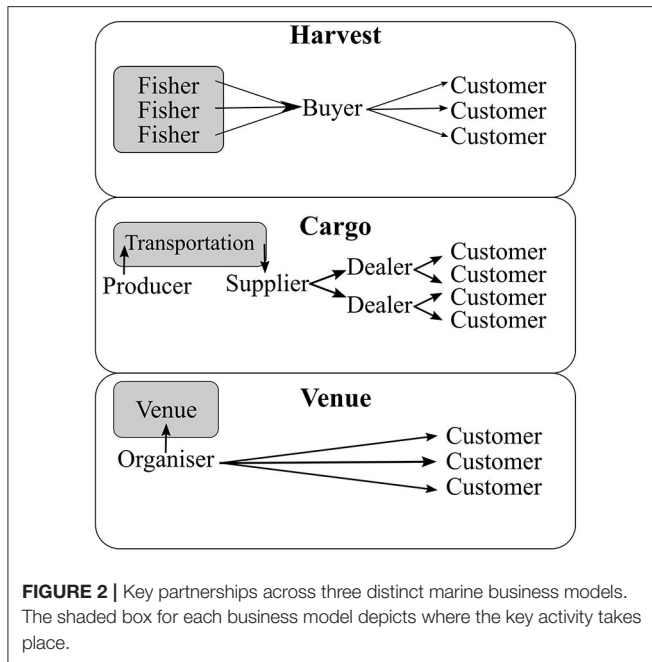 Harvest
Fisher
Fisher
Fisher
Buyer
Customer
Customer
Customer
Cargo
Transportation
Producer
Supplier
Dealer
Dealer
Customer
Customer
Customer
Customer
Venue
Venue
Organiser
Customer
Customer
Customer
FIGURE 2 | Key partnerships across three distinct marine business models.
The shaded box for each business model depicts where the key activity takes
place.